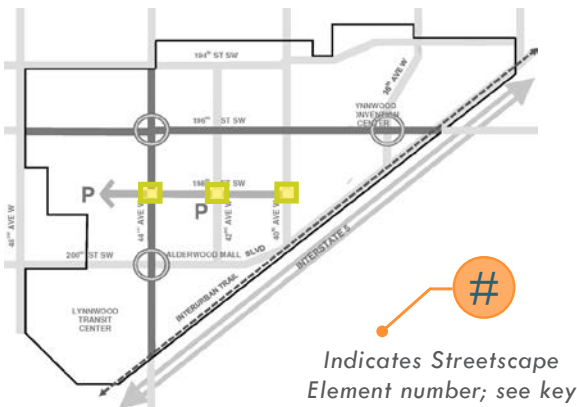 194th ST SW
36th AVE W
LYNNWOOD
CONVENTION
CENTER
196th ST SW
P
198th ST SW
P
48th AVE W
44th AVE W
42nd AVE W
40th AVE W
200th ST SW
ALDERWOOD MALL BLVD
INTERURBAN TRAIL
INTERSTATE 5
LYNNWOOD
TRANSIT
CENTER
#
Indicates Streetscape
Element number; see key